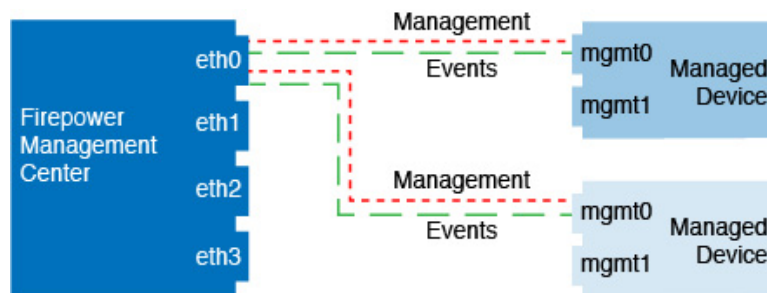 Management
Events
eth0
eth1
eth2
eth3
Firepower
Management
Center
mgmt0
mgmt1
Managed
Device
Management
Events
mgmt0
mgmt1
Managed
Device